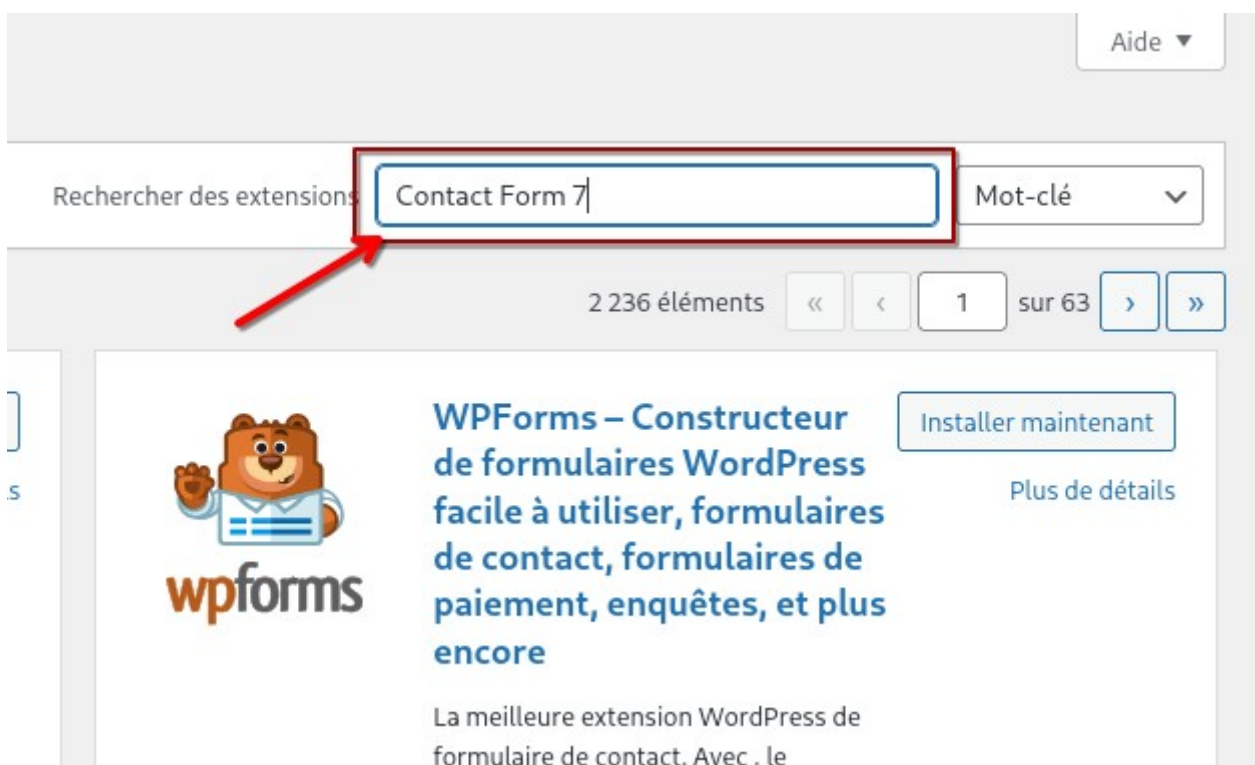 Aide ▼
Rechercher des extensions Contact Form 7 Mot-clé
2 236 éléments « ‹ 1 sur 63 › »
WPForms – Constructeur
de formulaires WordPress
facile à utiliser, formulaires
de contact, formulaires de
paiement, enquêtes, et plus
encore
Installer maintenant
Plus de détails
s
wpforms
La meilleure extension WordPress de
formulaire de contact. Avec , le